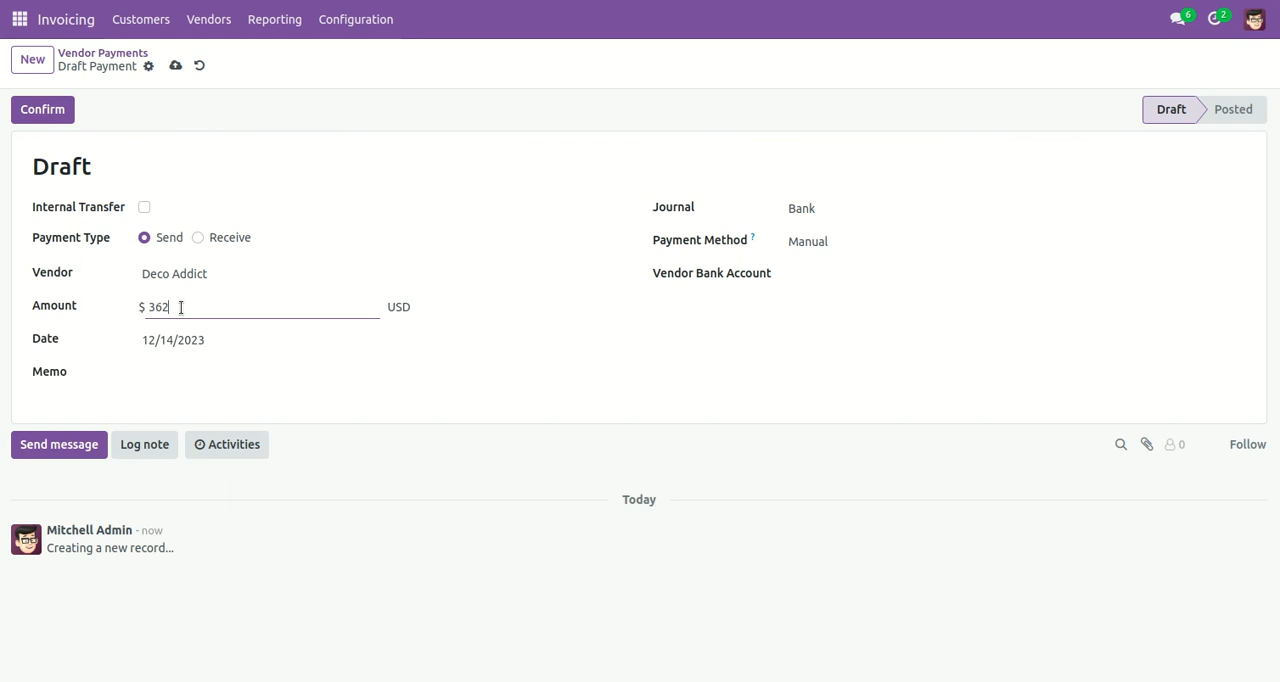 Invoicing Customers Vendors Reporting Configuration 6 2
New Vendor Payments
Draft Payment
Confirm Draft Posted
Draft
Internal Transfer Journal Bank
Payment Type Send Receive Payment Method ? Manual
Vendor Deco Addict Vendor Bank Account
Amount $ 362 USD
Date 12/14/2023
Memo
Send message Log note Activities 0 Follow
Today
Mitchell Admin - now
Creating a new record...